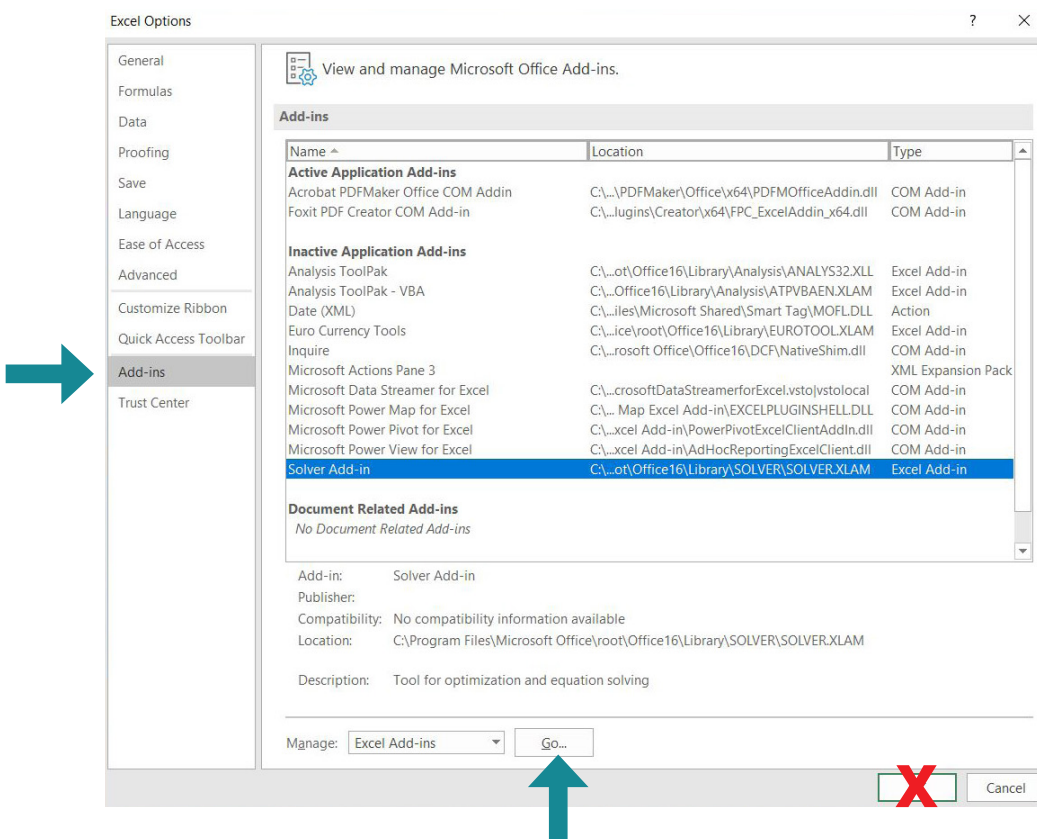 Excel Options ? ×
General
Formulas
Data
Proofing
Save
Language
Ease of Access
Advanced
Customize Ribbon
Quick Access Toolbar
Add-ins
Trust Center
View and manage Microsoft Office Add-ins.
Add-ins
Name Location Type
Active Application Add-ins
Acrobat PDFMaker Office COM Addin C:\...\PDFMaker\Office\x64\PDFMOfficeAddin.dll COM Add-in
Foxit PDF Creator COM Add-in C:\...lugins\Creator\x64\FPC_ExcelAddin_x64.dll COM Add-in
Inactive Application Add-ins
Analysis ToolPak C:\...ot\Office16\Library\Analysis\ANALYS32.XLL Excel Add-in
Analysis ToolPak - VBA C:\...Office16\Library\Analysis\ATPVBAEN.XLAM Excel Add-in
Date (XML) C:\...iles\Microsoft Shared\Smart Tag\MOFL.DLL Action
Euro Currency Tools C:\...ice\root\Office16\Library\EUROTOOL.XLAM Excel Add-in
Inquire C:\...rosoft Office\Office16\DCF\NativeShim.dll COM Add-in
Microsoft Actions Pane 3 XML Expansion Pack
Microsoft Data Streamer for Excel C:\...crosoftDataStreamerforExcel.vsto|vstolocal COM Add-in
Microsoft Power Map for Excel C:\... Map Excel Add-in\EXCELPLUGINSHELL.DLL COM Add-in
Microsoft Power Pivot for Excel C:\...xcel Add-in\PowerPivotExcelClientAddIn.dll COM Add-in
Microsoft Power View for Excel C:\...xcel Add-in\AdHocReportingExcelClient.dll COM Add-in
Solver Add-in C:\...ot\Office16\Library\SOLVER\SOLVER.XLAM Excel Add-in
Document Related Add-ins
No Document Related Add-ins
Add-in: Solver Add-in
Publisher:
Compatibility: No compatibility information available
Location: C:\Program Files\Microsoft Office\root\Office16\Library\SOLVER\SOLVER.XLAM
Description: Tool for optimization and equation solving
Manage: Excel Add-ins Go...
X Cancel